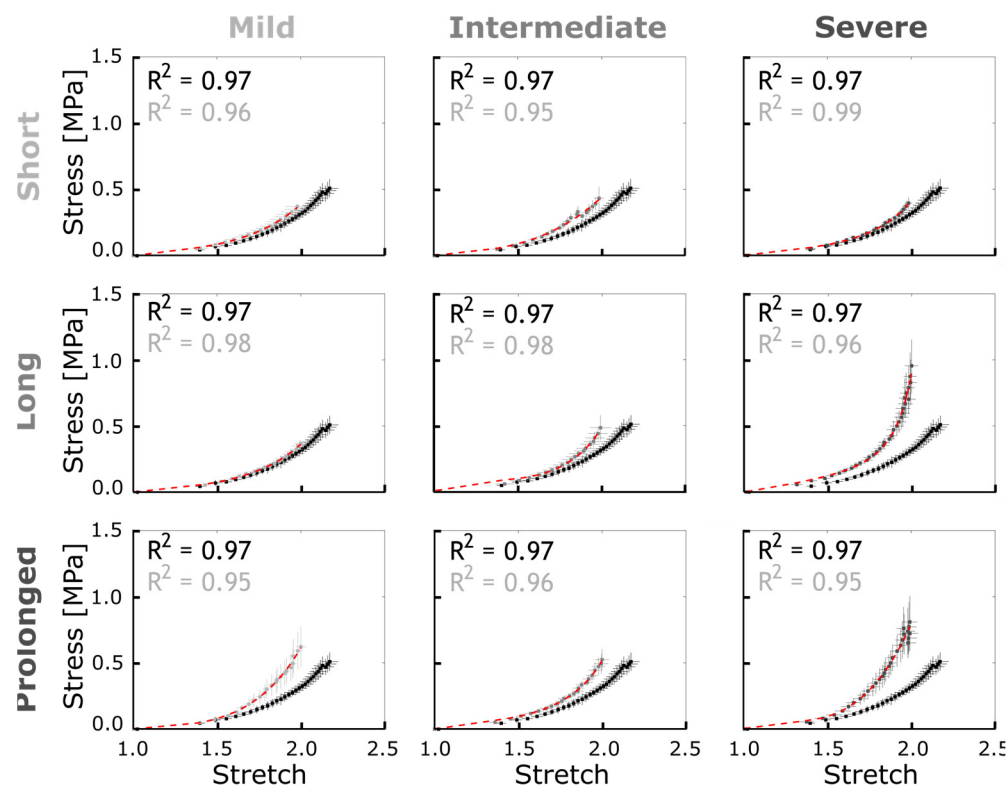 Mild Intermediate Severe
Short
Stress [MPa]
1.5
1.0
0.5
0.0
R² = 0.97
R² = 0.96
R² = 0.97
R² = 0.95
R² = 0.97
R² = 0.99
Long
Stress [MPa]
1.5
1.0
0.5
0.0
R² = 0.97
R² = 0.98
R² = 0.97
R² = 0.98
R² = 0.97
R² = 0.96
Prolonged
Stress [MPa]
1.5
1.0
0.5
0.0
R² = 0.97
R² = 0.95
R² = 0.97
R² = 0.96
R² = 0.97
R² = 0.95
1.0 1.5 2.0 2.5 1.0 1.5 2.0 2.5 1.0 1.5 2.0 2.5
Stretch Stretch Stretch